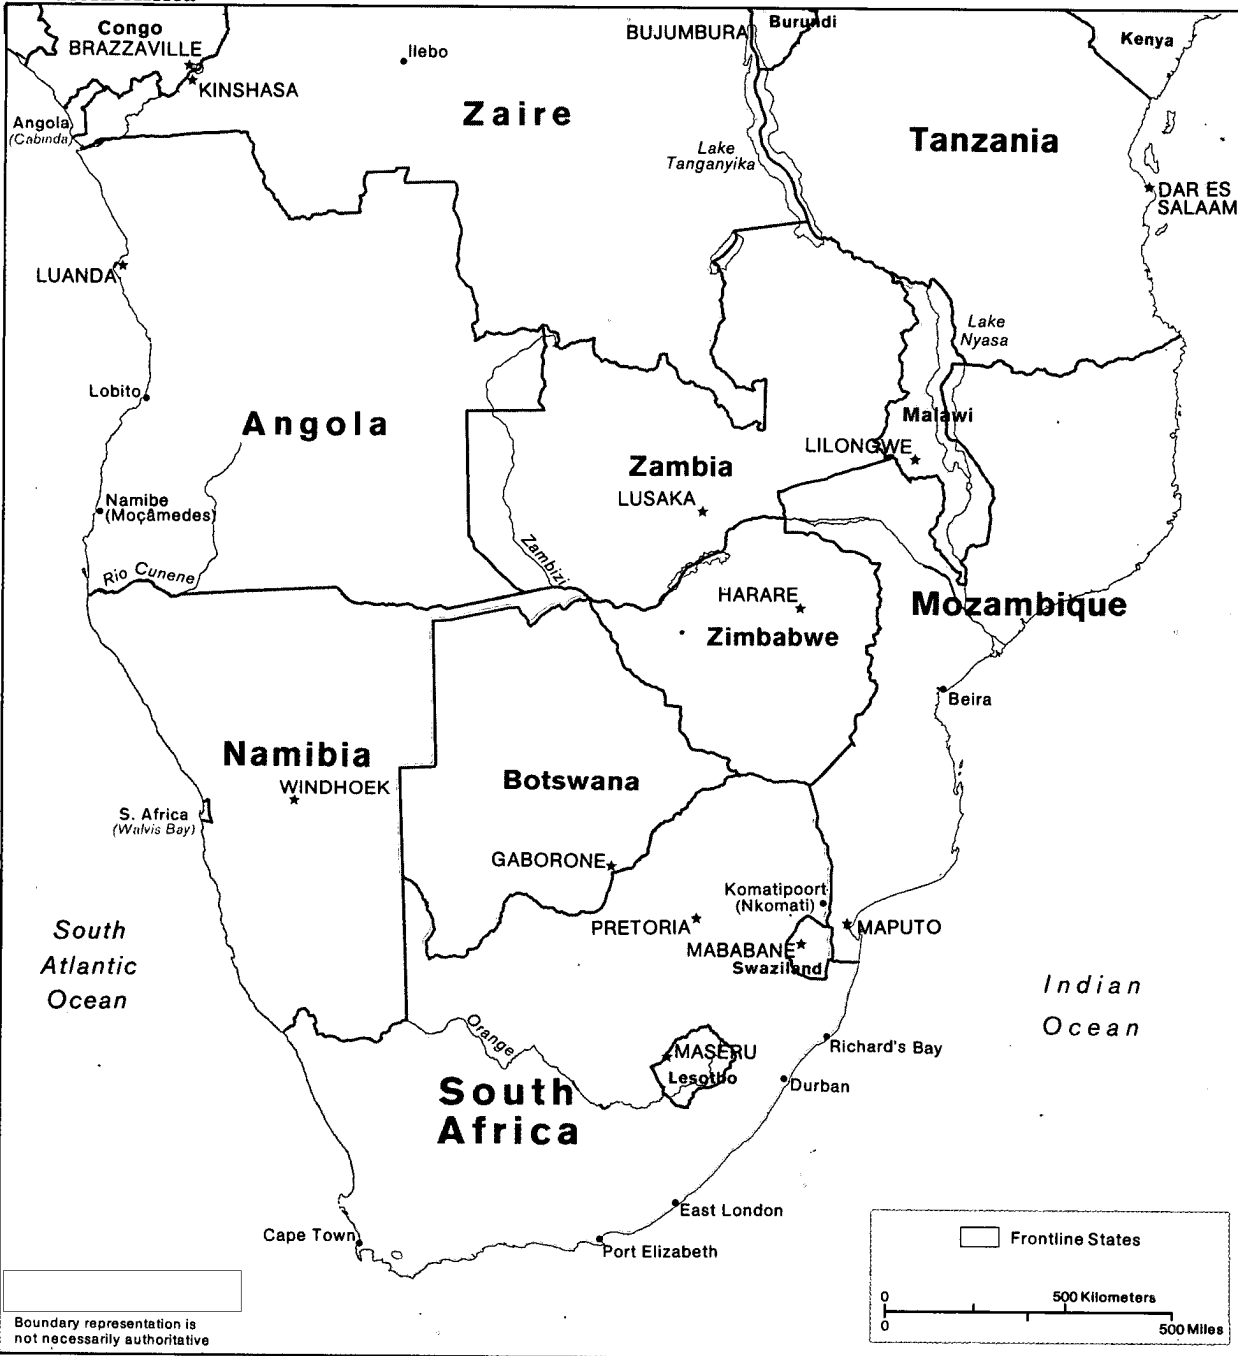 Congo
BRAZZAVILLE
KINSHASA
Ilebo
BUJUMBURA
Burundi
Kenya
Angola
(Cabinda)
Zaire
Lake
Tanganyika
Tanzania
DAR ES
SALAAM
LUANDA
Lake
Nyasa
Lobito
Angola
Malawi
LILONGWE
Zambia
LUSAKA
Namibe
(Moçâmedes)
Zambizi
Rio Cunene
HARARE
Zimbabwe
Mozambique
Beira
Namibia
WINDHOEK
Botswana
S. Africa
(Walvis Bay)
GABORONE
Komatipoort
(Nkomati)
PRETORIA
MAPUTO
MABABANE
Swaziland
South
Atlantic
Ocean
Indian
Ocean
Orange
MASERU
Lesotho
Richard's Bay
Durban
South
Africa
East London
Cape Town
Port Elizabeth
Frontline States
0 500 Kilometers
0 500 Miles
Boundary representation is
not necessarily authoritative